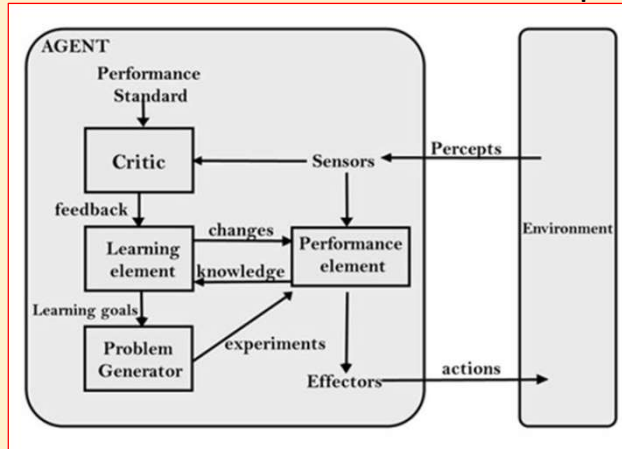 AGENT
Performance
Standard
Critic
Sensors
Percepts
feedback
changes
Learning
element
Performance
element
Environment
knowledge
Learning goals
Problem
Generator
experiments
Effectors
actions